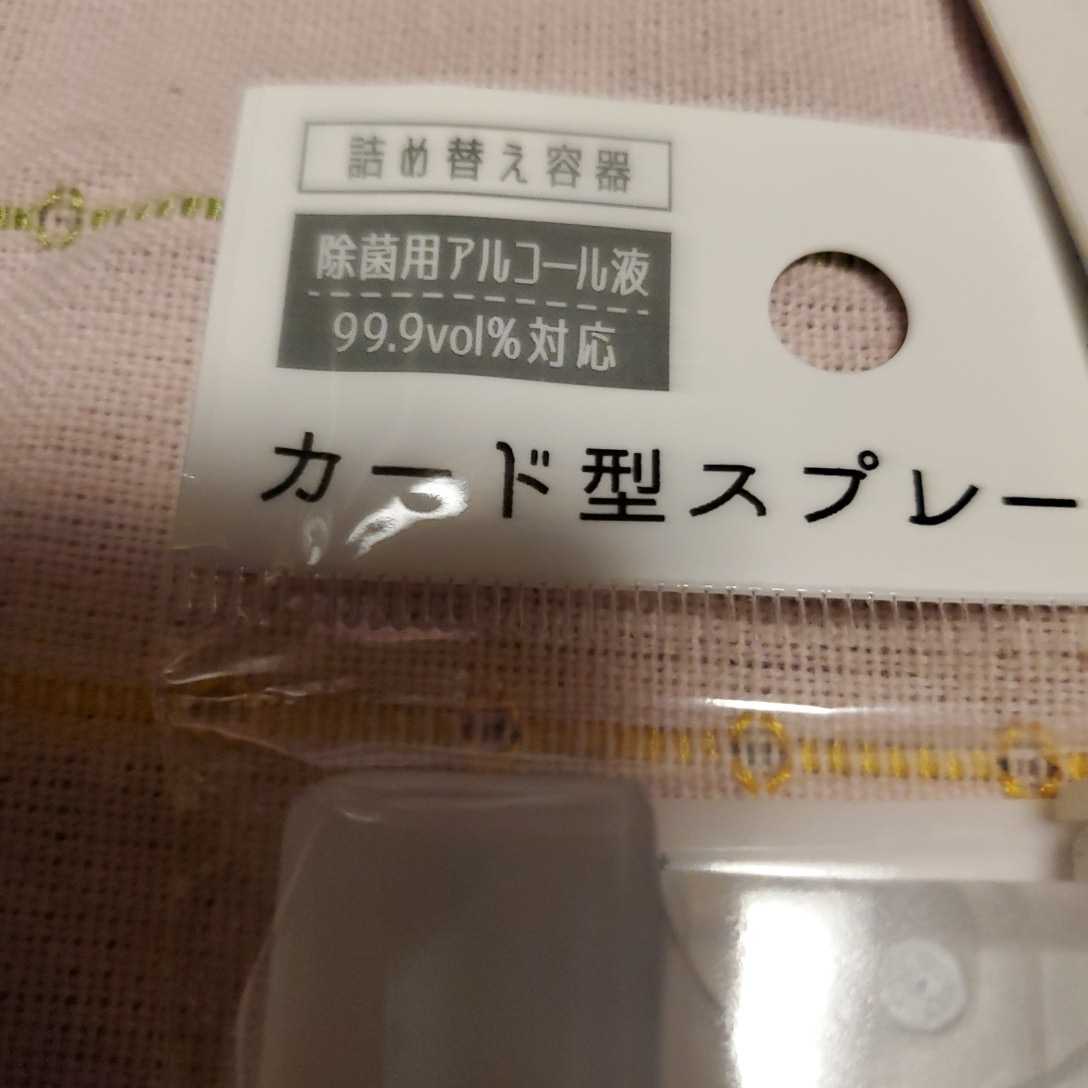 詰め替え容器
除菌用アルコール液
99.9vol%対応
カード型スプレー